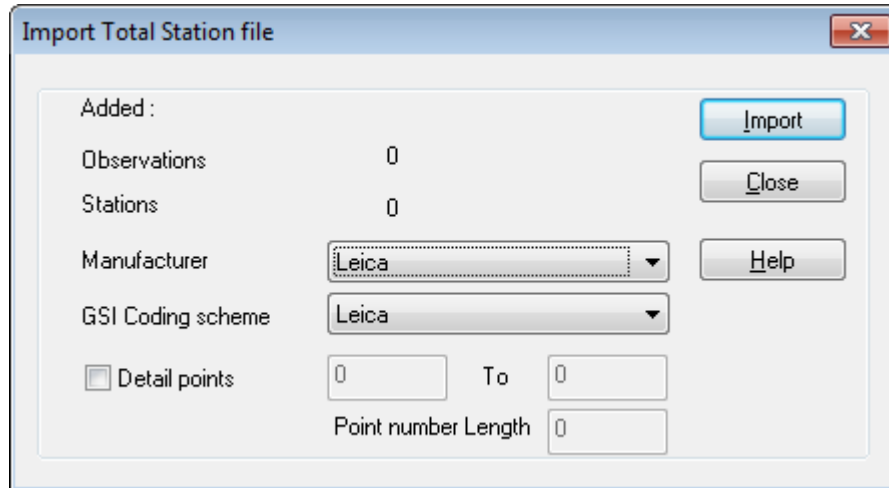 Import Total Station file
Added :
Import
Observations 0
Close
Stations 0
Manufacturer Leica Help
GSI Coding scheme Leica
Detail points 0 To 0
Point number Length 0